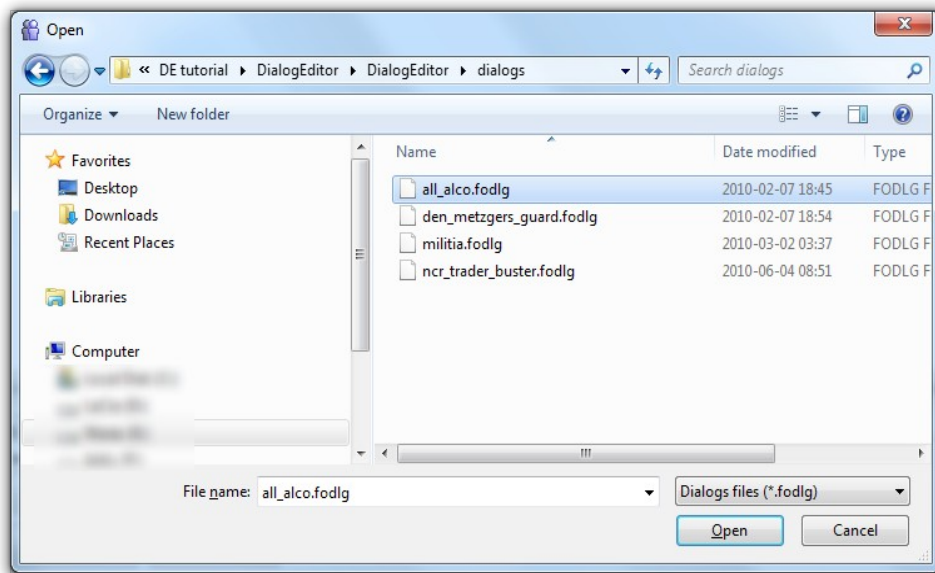 Open
« DE tutorial ▸ DialogEditor ▸ DialogEditor ▸ dialogs
Search dialogs
Organize
New folder
Favorites
Desktop
Downloads
Recent Places
Libraries
Computer
Name Date modified Type
all_alco.fodlg 2010-02-07 18:45 FODLG F
den_metzgers_guard.fodlg 2010-02-07 18:54 FODLG F
militia.fodlg 2010-03-02 03:37 FODLG F
ncr_trader_buster.fodlg 2010-06-04 08:51 FODLG F
File name: all_alco.fodlg
Dialogs files (*.fodlg)
Open
Cancel